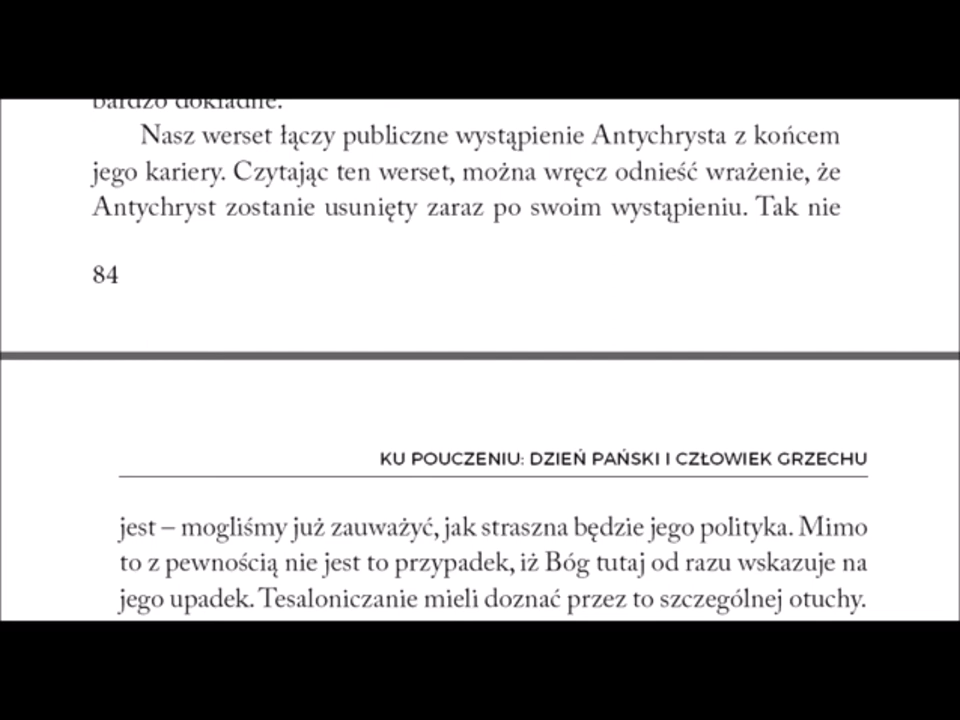 bardzo dokładne.
Nasz werset łączy publiczne wystąpienie Antychrysta z końcem
jego kariery. Czytając ten werset, można wręcz odnieść wrażenie, że
Antychryst zostanie usunięty zaraz po swoim wystąpieniu. Tak nie
84
KU POUCZENIU: DZIEŃ PAŃSKI I CZŁOWIEK GRZECHU
jest – mogliśmy już zauważyć, jak straszna będzie jego polityka. Mimo
to z pewnością nie jest to przypadek, iż Bóg tutaj od razu wskazuje na
jego upadek. Tesaloniczanie mieli doznać przez to szczególnej otuchy.